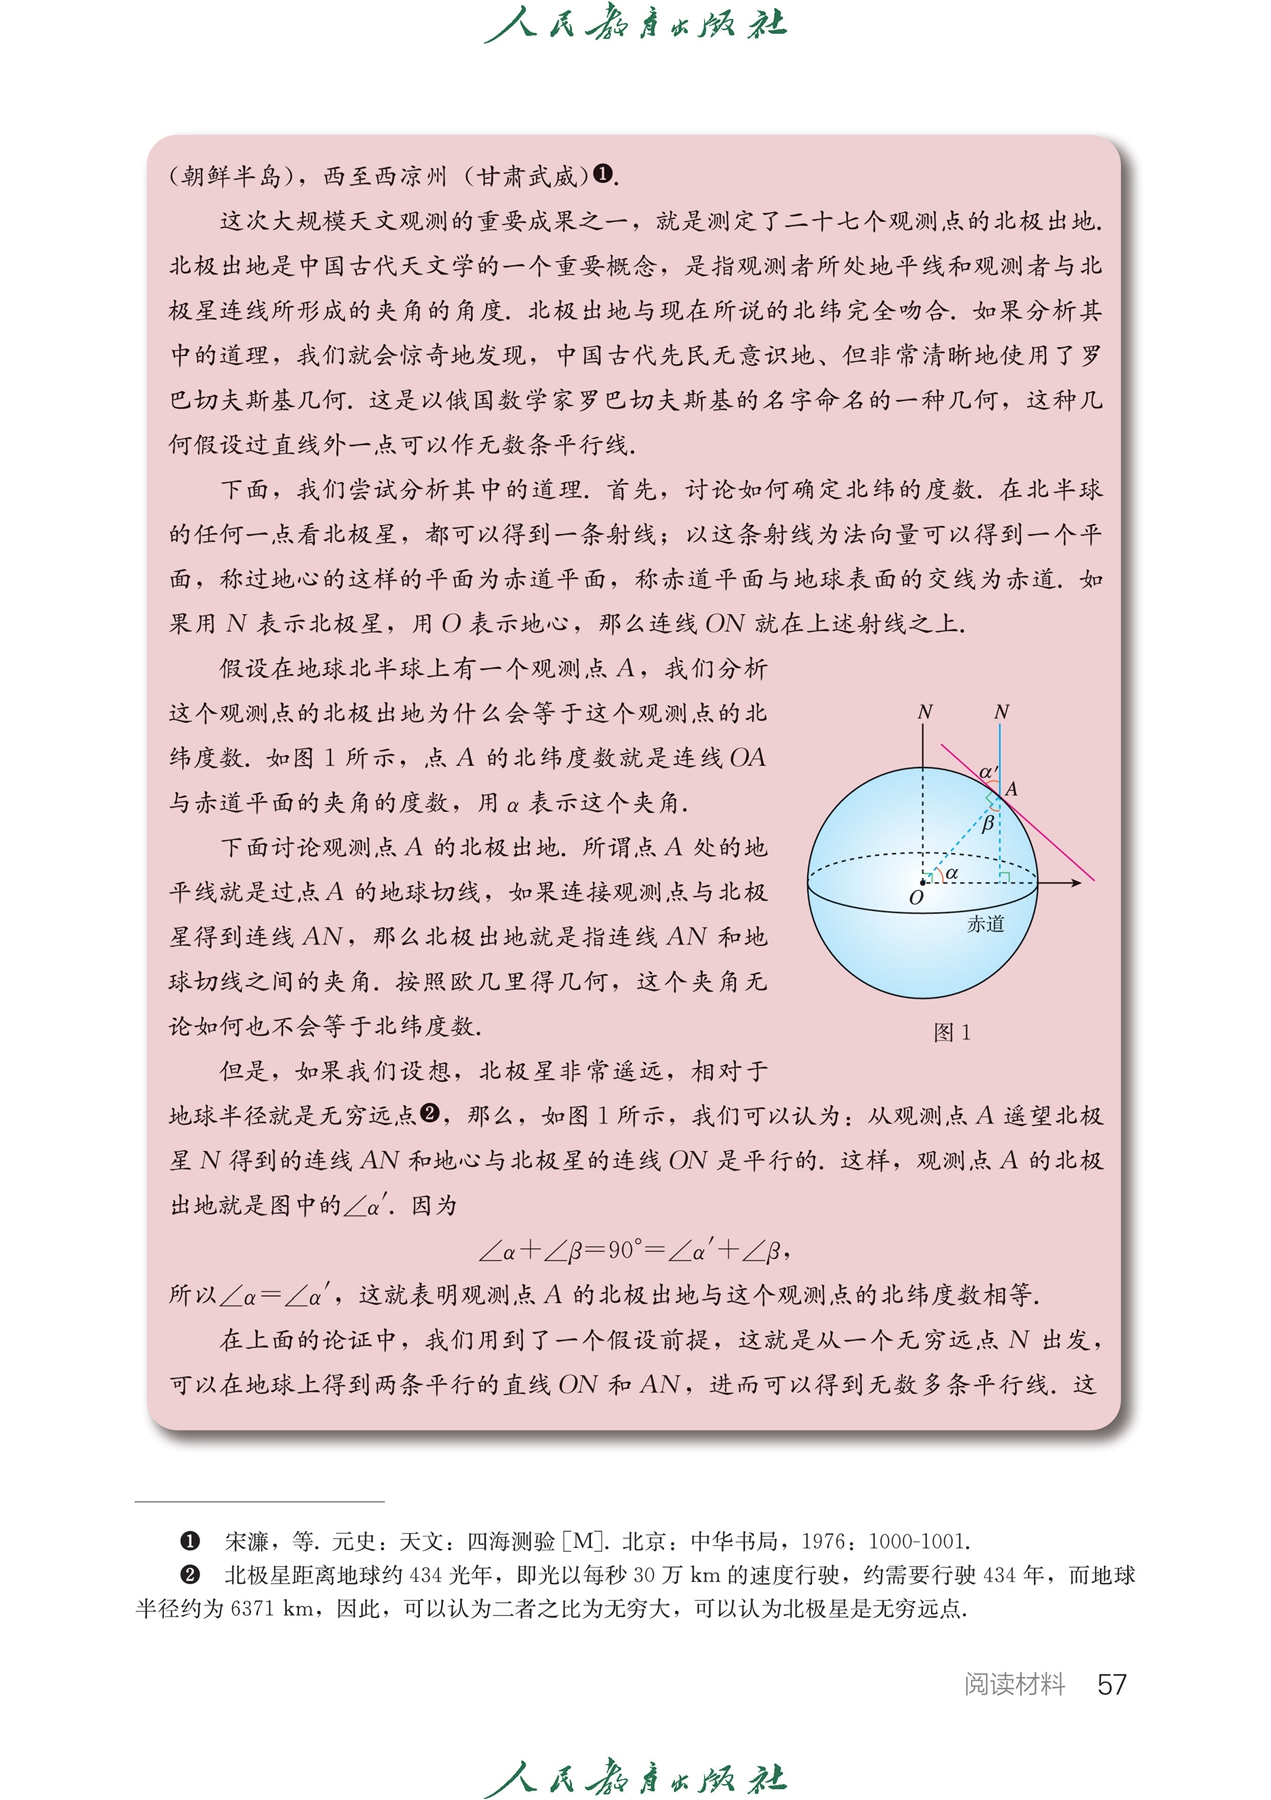 人民教育出版社
（朝鲜半岛），西至西凉州（甘肃武威）❶.
这次大规模天文观测的重要成果之一，就是测定了二十七个观测点的北极出地.
北极出地是中国古代天文学的一个重要概念，是指观测者所处地平线和观测者与北
极星连线所形成的夹角的角度. 北极出地与现在所说的北纬完全吻合. 如果分析其
中的道理，我们就会惊奇地发现，中国古代先民无意识地、但非常清晰地使用了罗
巴切夫斯基几何. 这是以俄国数学家罗巴切夫斯基的名字命名的一种几何，这种几
何假设过直线外一点可以作无数条平行线.
下面，我们尝试分析其中的道理. 首先，讨论如何确定北纬的度数. 在北半球
的任何一点看北极星，都可以得到一条射线；以这条射线为法向量可以得到一个平
面，称过地心的这样的平面为赤道平面，称赤道平面与地球表面的交线为赤道. 如
果用 N 表示北极星，用 O 表示地心，那么连线 ON 就在上述射线之上.
假设在地球北半球上有一个观测点 A，我们分析
这个观测点的北极出地为什么会等于这个观测点的北
纬度数. 如图 1 所示，点 A 的北纬度数就是连线 OA
与赤道平面的夹角的度数，用 α 表示这个夹角.
下面讨论观测点 A 的北极出地. 所谓点 A 处的地
平线就是过点 A 的地球切线，如果连接观测点与北极
星得到连线 AN，那么北极出地就是指连线 AN 和地
球切线之间的夹角. 按照欧几里得几何，这个夹角无
论如何也不会等于北纬度数.
N N
α′
A
β
α
O
赤道
图 1
但是，如果我们设想，北极星非常遥远，相对于
地球半径就是无穷远点❷，那么，如图 1 所示，我们可以认为：从观测点 A 遥望北极
星 N 得到的连线 AN 和地心与北极星的连线 ON 是平行的. 这样，观测点 A 的北极
出地就是图中的∠α′. 因为
∠α＋∠β＝90°＝∠α′＋∠β，
所以∠α＝∠α′，这就表明观测点 A 的北极出地与这个观测点的北纬度数相等.
在上面的论证中，我们用到了一个假设前提，这就是从一个无穷远点 N 出发，
可以在地球上得到两条平行的直线 ON 和 AN，进而可以得到无数多条平行线. 这
❶ 宋濂，等. 元史：天文：四海测验［M］. 北京：中华书局，1976：1000-1001.
❷ 北极星距离地球约 434 光年，即光以每秒 30 万 km 的速度行驶，约需要行驶 434 年，而地球
半径约为 6371 km，因此，可以认为二者之比为无穷大，可以认为北极星是无穷远点.
阅读材料 57
人民教育出版社